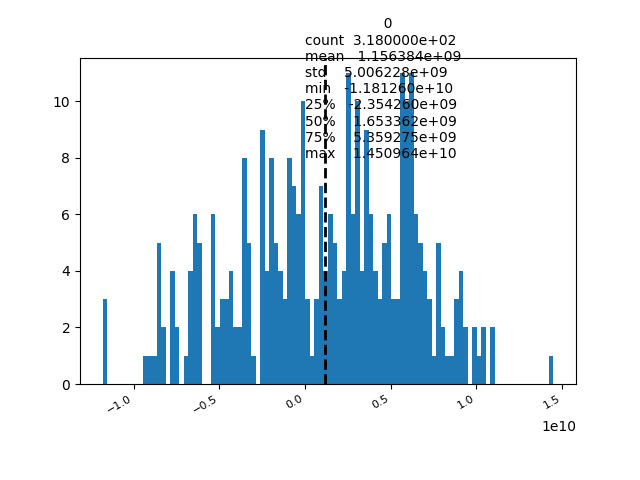 0
count 3.180000e+02
mean 1.156384e+09
std 5.006228e+09
min -1.181260e+10
25% -2.354260e+09
50% 1.653362e+09
75% 5.359275e+09
max 1.450964e+10
10
8
6
4
2
0
−1.0 −0.5 0.0 0.5 1.0 1.5
1e10